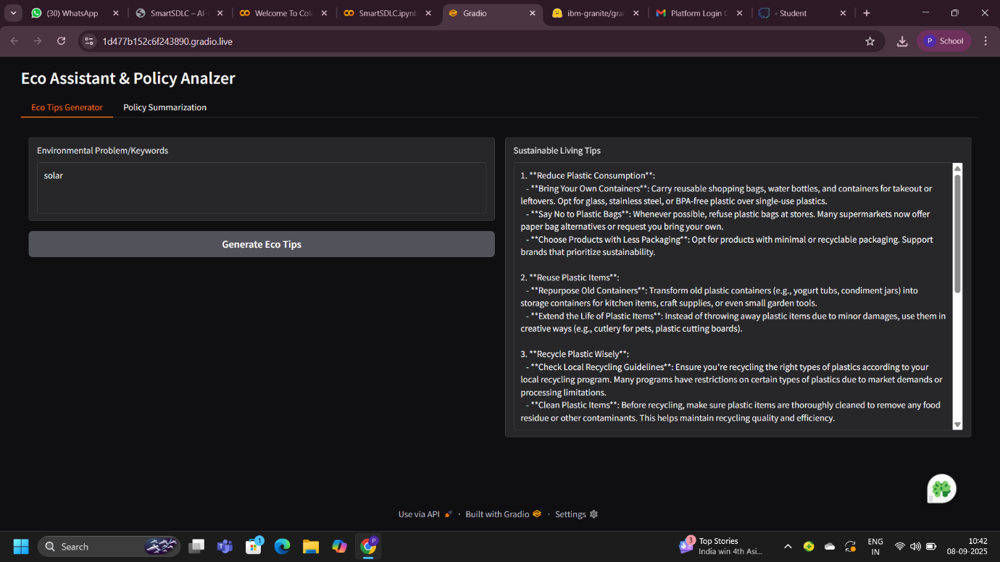 (30) WhatsApp
SmartSDLC – AI-
Welcome To Col
SmartSDLC.ipynb
Gradio
ibm-granite/gran
Platform Login C
- Student
1d477b152c6f243890.gradio.live
P School
Eco Assistant & Policy Analzer
Eco Tips Generator
Policy Summarization
Environmental Problem/Keywords
solar
Generate Eco Tips
Sustainable Living Tips
1. **Reduce Plastic Consumption**:
- **Bring Your Own Containers**: Carry reusable shopping bags, water bottles, and containers for takeout or
leftovers. Opt for glass, stainless steel, or BPA-free plastic over single-use plastics.
- **Say No to Plastic Bags**: Whenever possible, refuse plastic bags at stores. Many supermarkets now offer
paper bag alternatives or request you bring your own.
- **Choose Products with Less Packaging**: Opt for products with minimal or recyclable packaging. Support
brands that prioritize sustainability.
2. **Reuse Plastic Items**:
- **Repurpose Old Containers**: Transform old plastic containers (e.g., yogurt tubs, condiment jars) into
storage containers for kitchen items, craft supplies, or even small garden tools.
- **Extend the Life of Plastic Items**: Instead of throwing away plastic items due to minor damages, use them in
creative ways (e.g., cutlery for pets, plastic cutting boards).
3. **Recycle Plastic Wisely**:
- **Check Local Recycling Guidelines**: Ensure you're recycling the right types of plastics according to your
local recycling program. Many programs have restrictions on certain types of plastics due to market demands or
processing limitations.
- **Clean Plastic Items**: Before recycling, make sure plastic items are thoroughly cleaned to remove any food
residue or other contaminants. This helps maintain recycling quality and efficiency.
Use via API · Built with Gradio · Settings
Search
1
P
3
Top Stories
India win 4th Asi...
ENG
IN
10:42
08-09-2025